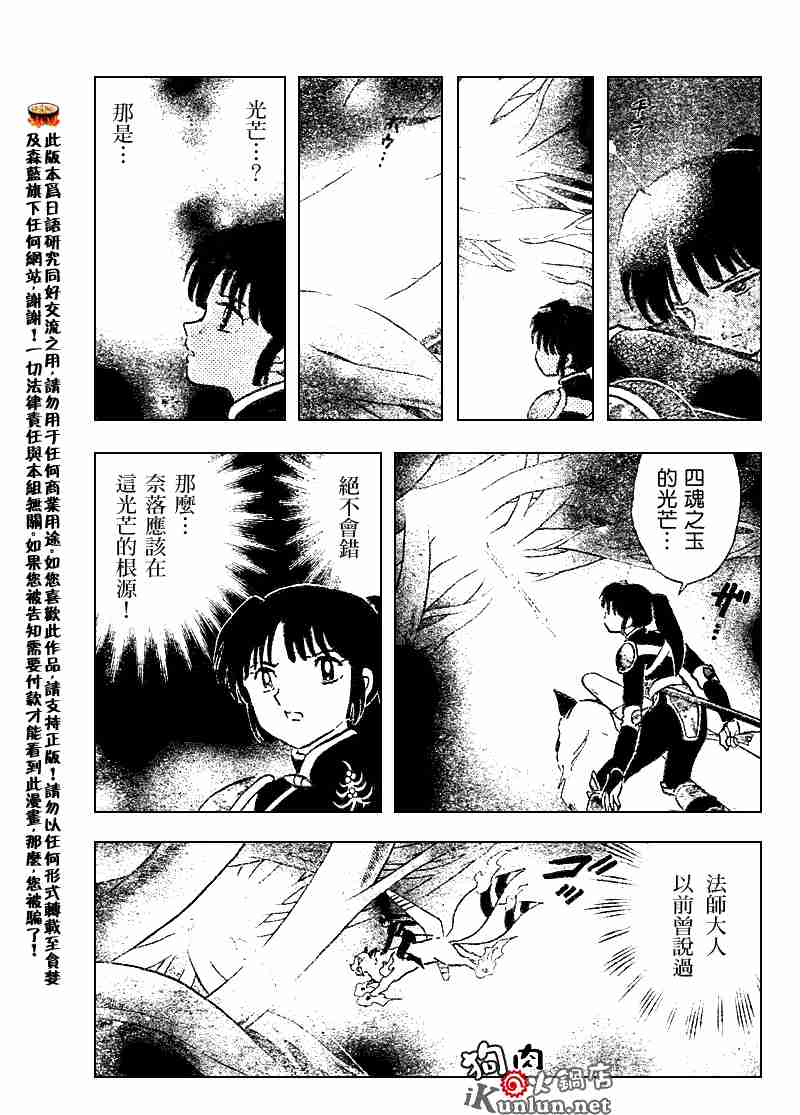 光芒…?
那是…
四魂之玉
的光芒…
絕不會錯
那麼…
奈落應該在
這光芒的根源！
法師大人
以前曾說過
此版本爲日語研究同好交流之用，請勿用于任何商業用途。如您喜歡此作品，請支持正版！請勿以任何形式轉載至貪婪
及森藍旗下任何網站，謝謝！一切法律責任與本組無關。如果您被告知需要付款才能看到此漫畫，那麼，您被騙了！
狗肉
火鍋店
iKunlun.net